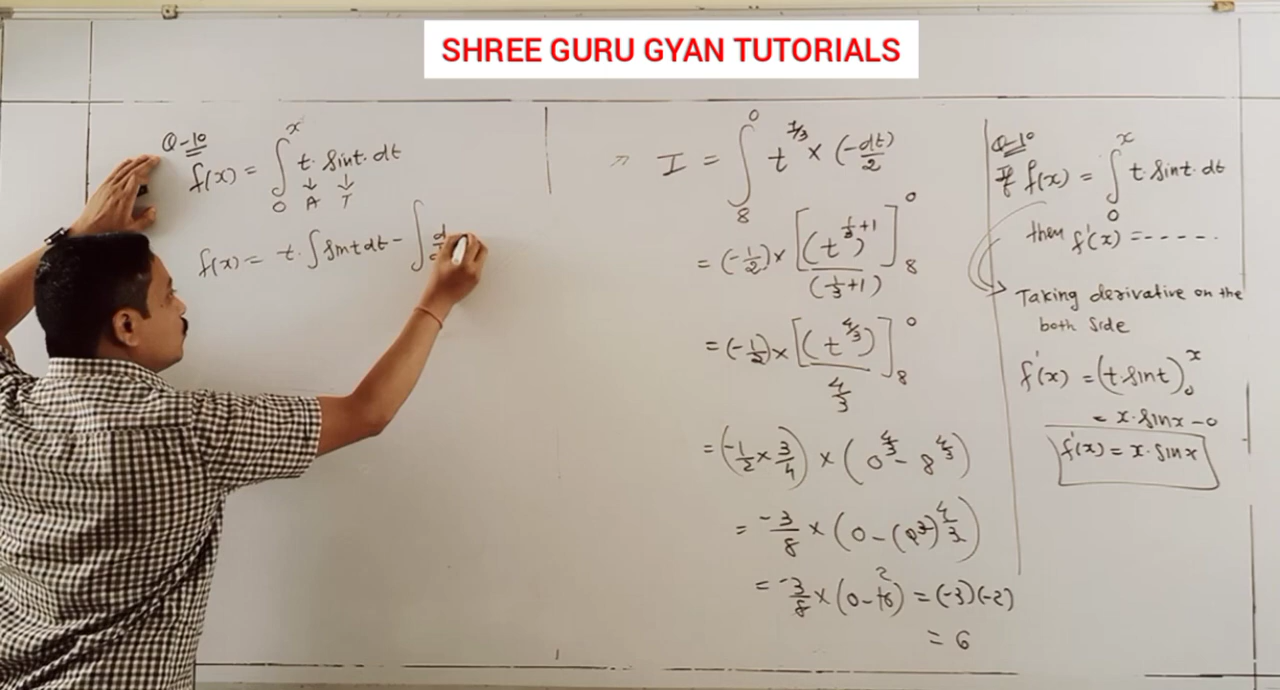 SHREE GURU GYAN TUTORIALS
Q-10
f(x) = ∫₀ˣ t. sint. dt
↓ ↓
A T
f(x) = t. ∫ sint dt - ∫ d
I = ∫₈⁰ t^(1/3) × (-dt/2)
= (-1/2) × [(t^(1/3+1))/(1/3+1)]₈⁰
= (-1/2) × [(t^(4/3))/(4/3)]₈⁰
= (-1/2 × 3/4) × (0^(4/3) - 8^(4/3))
= -3/8 × (0 - (2³)^(4/3))
= -3/8 × (0 - 16) = (-3)(-2)
2
= 6
Q-10
If f(x) = ∫₀ˣ t. sint. dt
then f'(x) = - - - - - .
Taking derivative on the
both side
f'(x) = (t. sint)₀ˣ
= x. sinx - 0
f'(x) = x. sinx